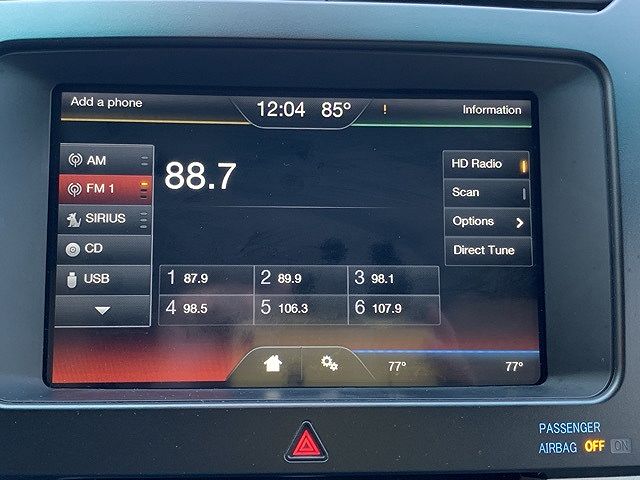 Add a phone 12:04 85° ! Information
AM
FM 1
SIRIUS
CD
USB
88.7
HD Radio
Scan
Options
Direct Tune
1 87.9 2 89.9 3 98.1
4 98.5 5 106.3 6 107.9
77° 77°
PASSENGER
AIRBAG OFF ON